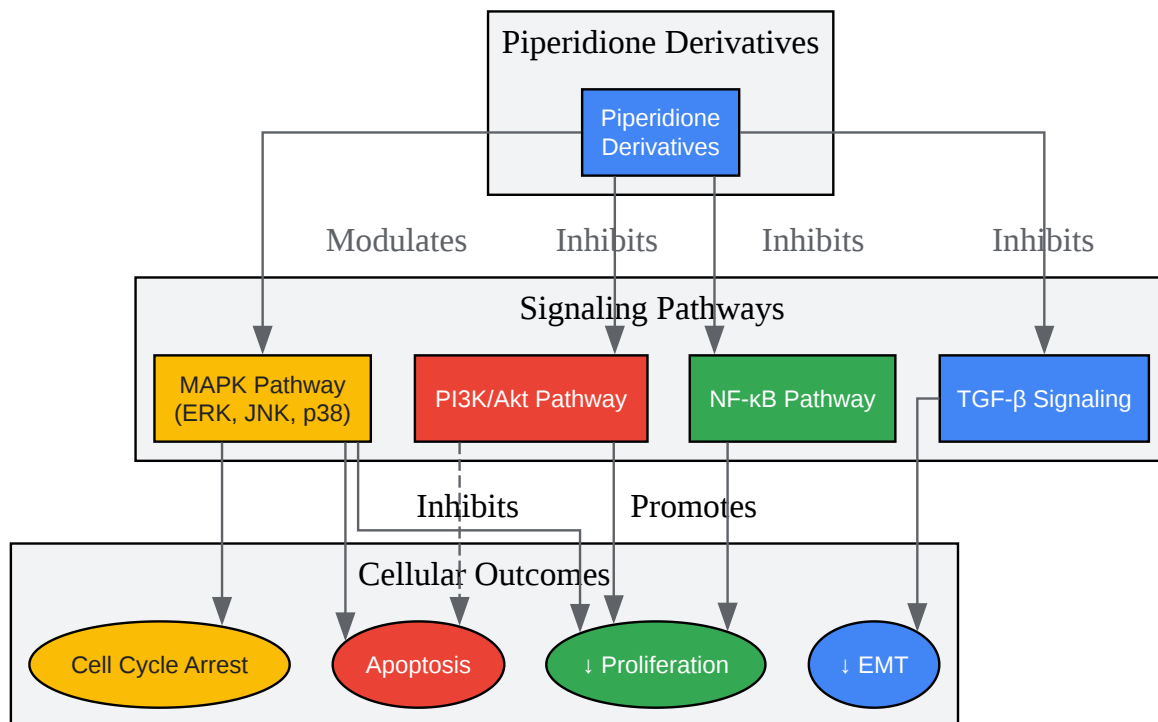 Piperidione Derivatives
Piperidione
Derivatives
Modulates
Inhibits
Inhibits
Inhibits
Signaling Pathways
MAPK Pathway
(ERK, JNK, p38)
PI3K/Akt Pathway
NF-κB Pathway
TGF-β Signaling
Inhibits
Promotes
Cellular Outcomes
Cell Cycle Arrest
Apoptosis
↓ Proliferation
↓ EMT